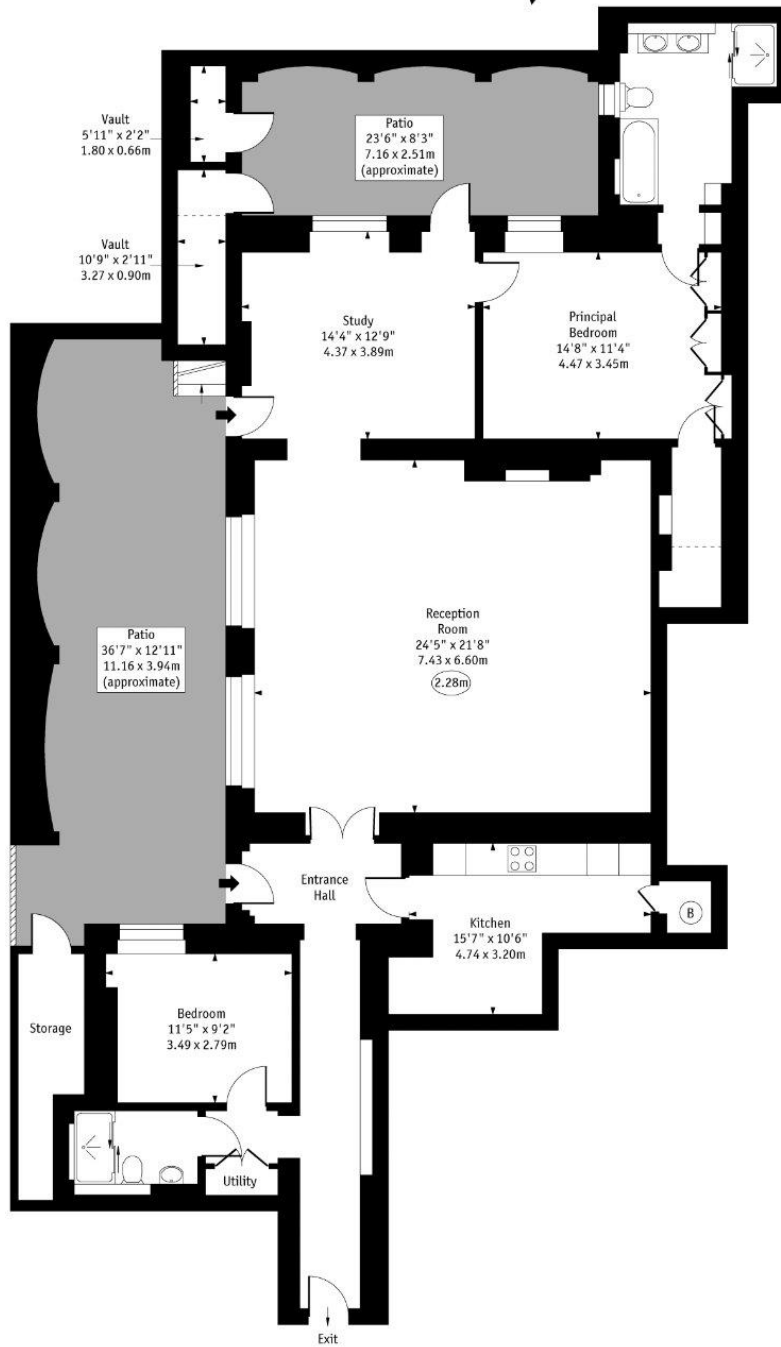 Vault
5'11" x 2'2"
1.80 x 0.66m
Patio
23'6" x 8'3"
7.16 x 2.51m
(approximate)
Vault
10'9" x 2'11"
3.27 x 0.90m
Study
14'4" x 12'9"
4.37 x 3.89m
Principal
Bedroom
14'8" x 11'4"
4.47 x 3.45m
Patio
36'7" x 12'11"
11.16 x 3.94m
(approximate)
Reception
Room
24'5" x 21'8"
7.43 x 6.60m
2.28m
Entrance
Hall
Kitchen
15'7" x 10'6"
4.74 x 3.20m
B
Bedroom
11'5" x 9'2"
3.49 x 2.79m
Storage
Utility
Exit